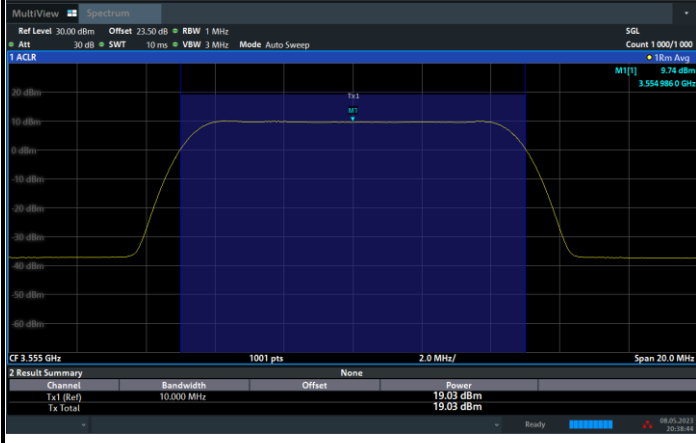 MultiView Spectrum
Ref Level 30.00 dBm Offset 23.50 dB RBW 1 MHz SGL
Att 30 dB SWT 10 ms VBW 3 MHz Mode Auto Sweep Count 1 000/1 000
1 ACLR 1Rm Avg
M1[1] 9.74 dBm
3.554 986 0 GHz
20 dBm
Tx1
M1
10 dBm
0 dBm
-10 dBm
-20 dBm
-30 dBm
-40 dBm
-50 dBm
-60 dBm
CF 3.555 GHz 1001 pts 2.0 MHz/ Span 20.0 MHz
2 Result Summary None
Channel Bandwidth Offset Power
Tx1 (Ref) 10.000 MHz 19.03 dBm
Tx Total 19.03 dBm
Ready 08.05.2023
20:38:44